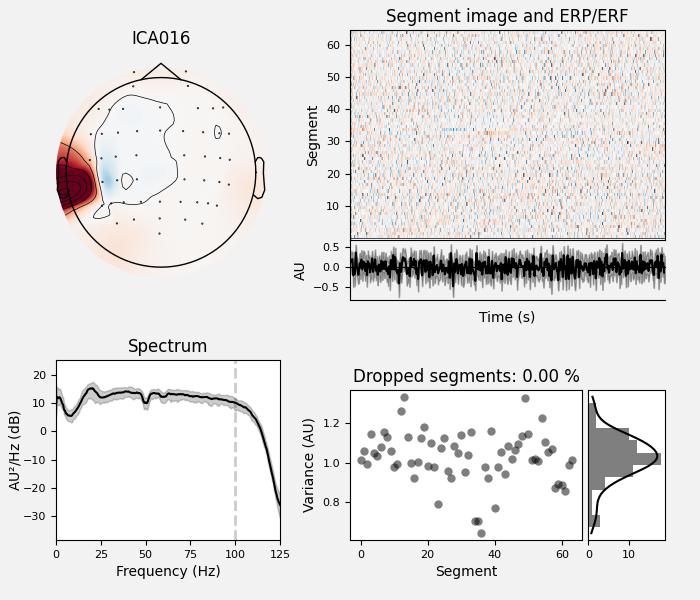 ICA016
Segment image and ERP/ERF
Segment
60
50
40
30
20
10
AU
0.5
0.0
−0.5
Time (s)
Spectrum
AU²/Hz (dB)
20
10
0
−10
−20
−30
0 25 50 75 100 125
Frequency (Hz)
Dropped segments: 0.00 %
Variance (AU)
1.2
1.0
0.8
0 20 40 60
Segment
0 10